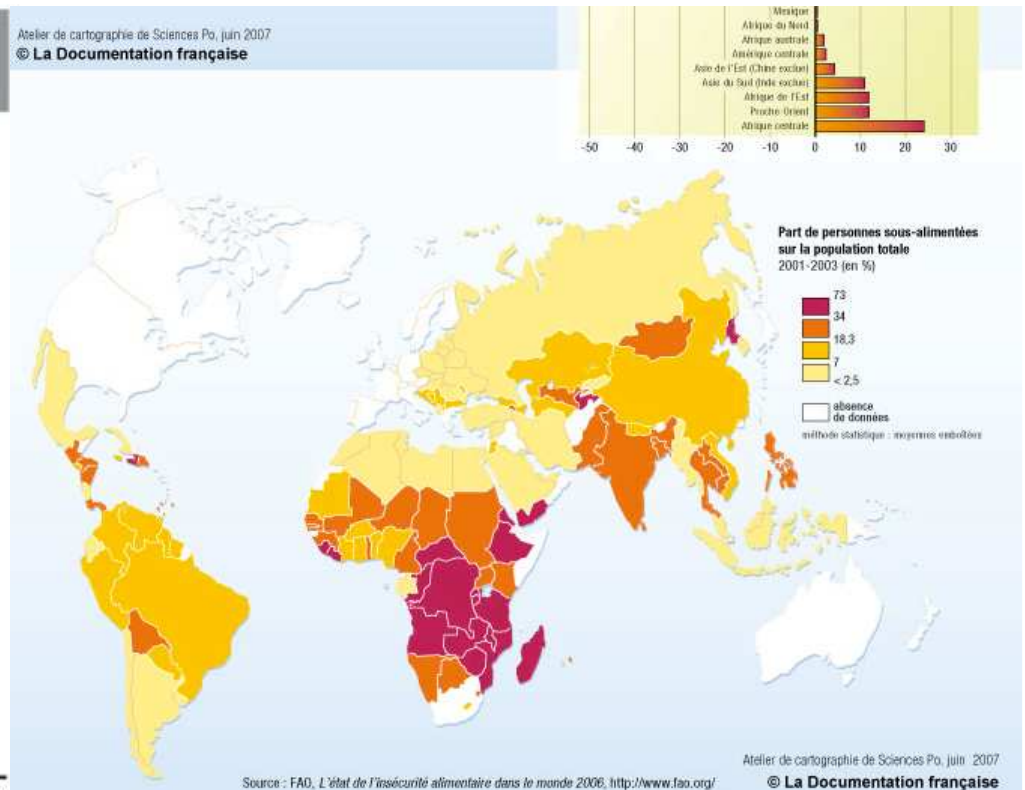 Atelier de cartographie de Sciences Po, juin 2007
© La Documentation française
Mexique
Afrique du Nord
Afrique australe
Amérique centrale
Asie de l'Est (Chine exclue)
Asie du Sud (Inde exclue)
Afrique de l'Est
Proche-Orient
Afrique centrale
-50 -40 -30 -20 -10 0 10 20 30
Part de personnes sous-alimentées
sur la population totale
2001-2003 (en %)
73
34
18,3
7
< 2,5
absence
de données
méthode statistique : moyennes emboîtées
Atelier de cartographie de Sciences Po, juin 2007
Source : FAO, L'état de l'insécurité alimentaire dans le monde 2006, http://www.fao.org/
© La Documentation française